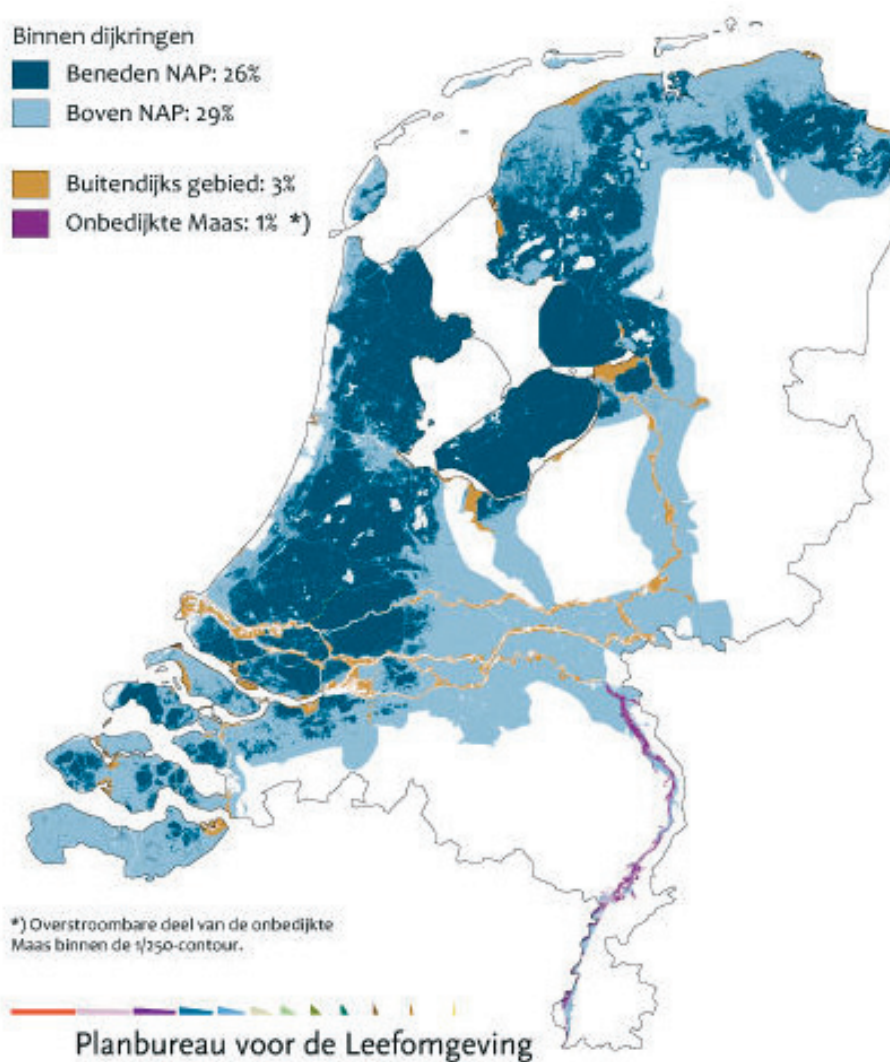 Binnen dijkringen
Beneden NAP: 26%
Boven NAP: 29%
Buitendijks gebied: 3%
Onbedijkte Maas: 1% *)
*) Overstroombare deel van de onbedijkte
Maas binnen de 1/250-contour.
Planbureau voor de Leefomgeving